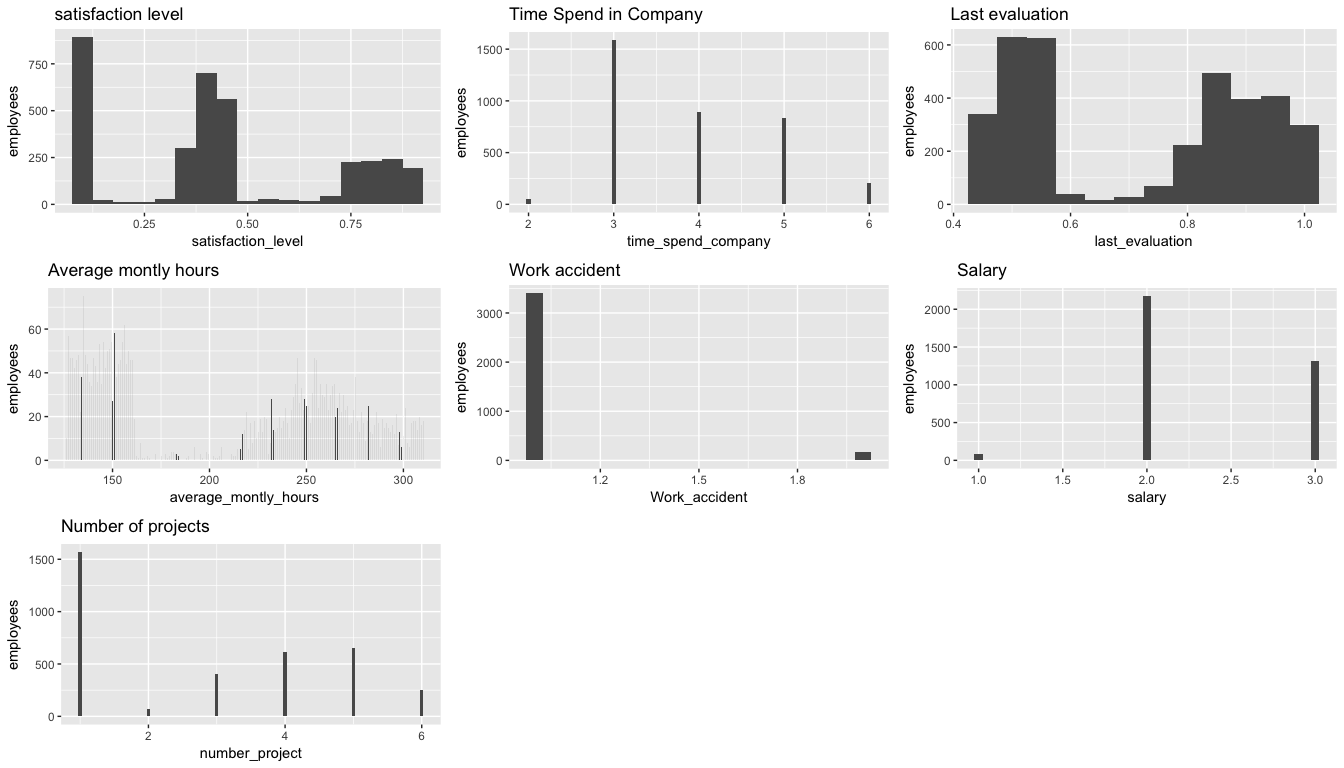 satisfaction level
employees
750
500
250
0
0.25 0.50 0.75
satisfaction_level
Time Spend in Company
employees
1500
1000
500
0
2 3 4 5 6
time_spend_company
Last evaluation
employees
600
400
200
0
0.4 0.6 0.8 1.0
last_evaluation
Average montly hours
employees
60
40
20
0
150 200 250 300
average_montly_hours
Work accident
employees
3000
2000
1000
0
1.2 1.5 1.8
Work_accident
Salary
employees
2000
1500
1000
500
0
1.0 1.5 2.0 2.5 3.0
salary
Number of projects
employees
1500
1000
500
0
2 4 6
number_project